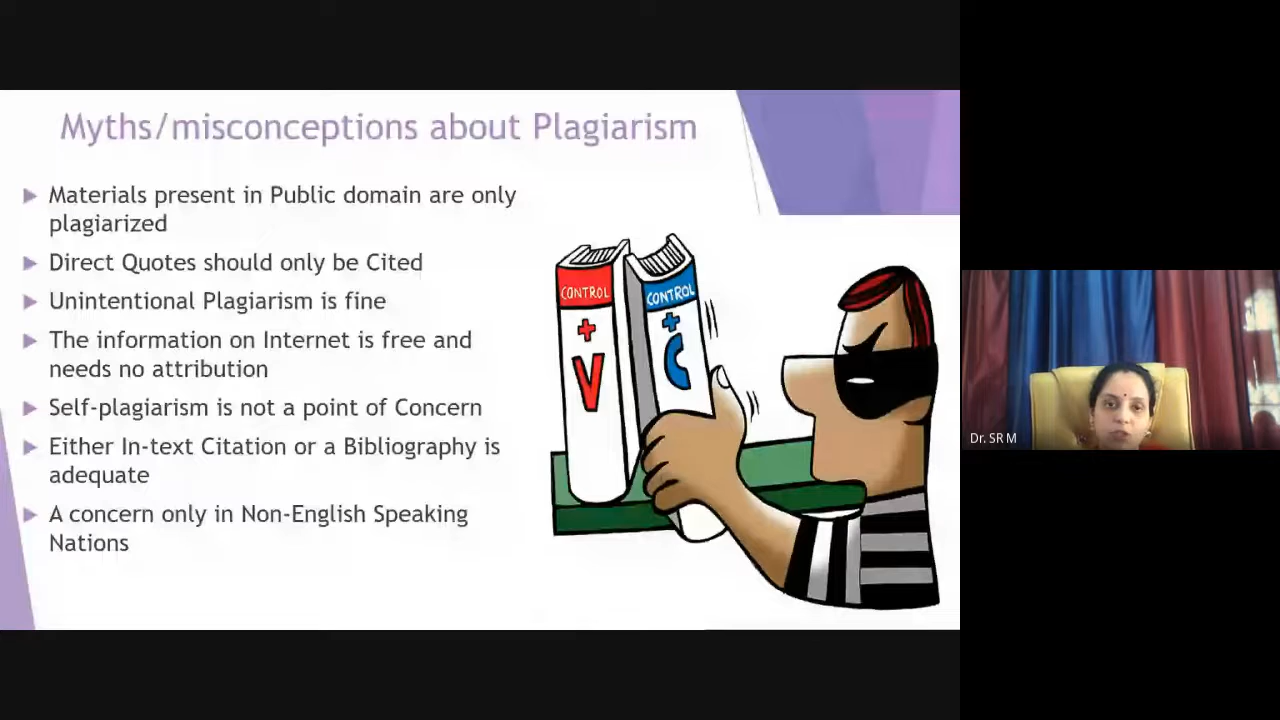 Myths/misconceptions about Plagiarism
Materials present in Public domain are only
plagiarized
Direct Quotes should only be Cited
Unintentional Plagiarism is fine
The information on Internet is free and
needs no attribution
Self-plagiarism is not a point of Concern
Either In-text Citation or a Bibliography is
adequate
A concern only in Non-English Speaking
Nations
CONTROL
+
V
CONTROL
+
C
Dr. SR M